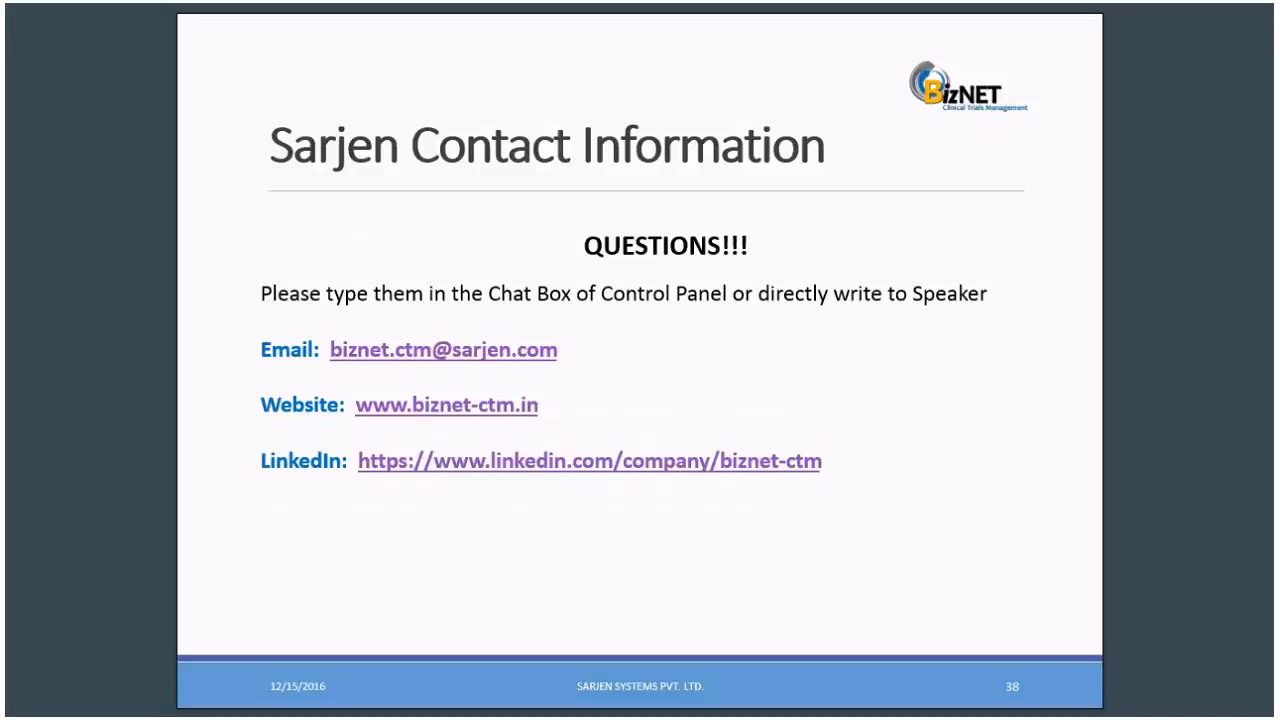 BizNET
Clinical Trials Management
Sarjen Contact Information
QUESTIONS!!!
Please type them in the Chat Box of Control Panel or directly write to Speaker
Email: biznet.ctm@sarjen.com
Website: www.biznet-ctm.in
LinkedIn: https://www.linkedin.com/company/biznet-ctm
12/15/2016 SARJEN SYSTEMS PVT. LTD. 38